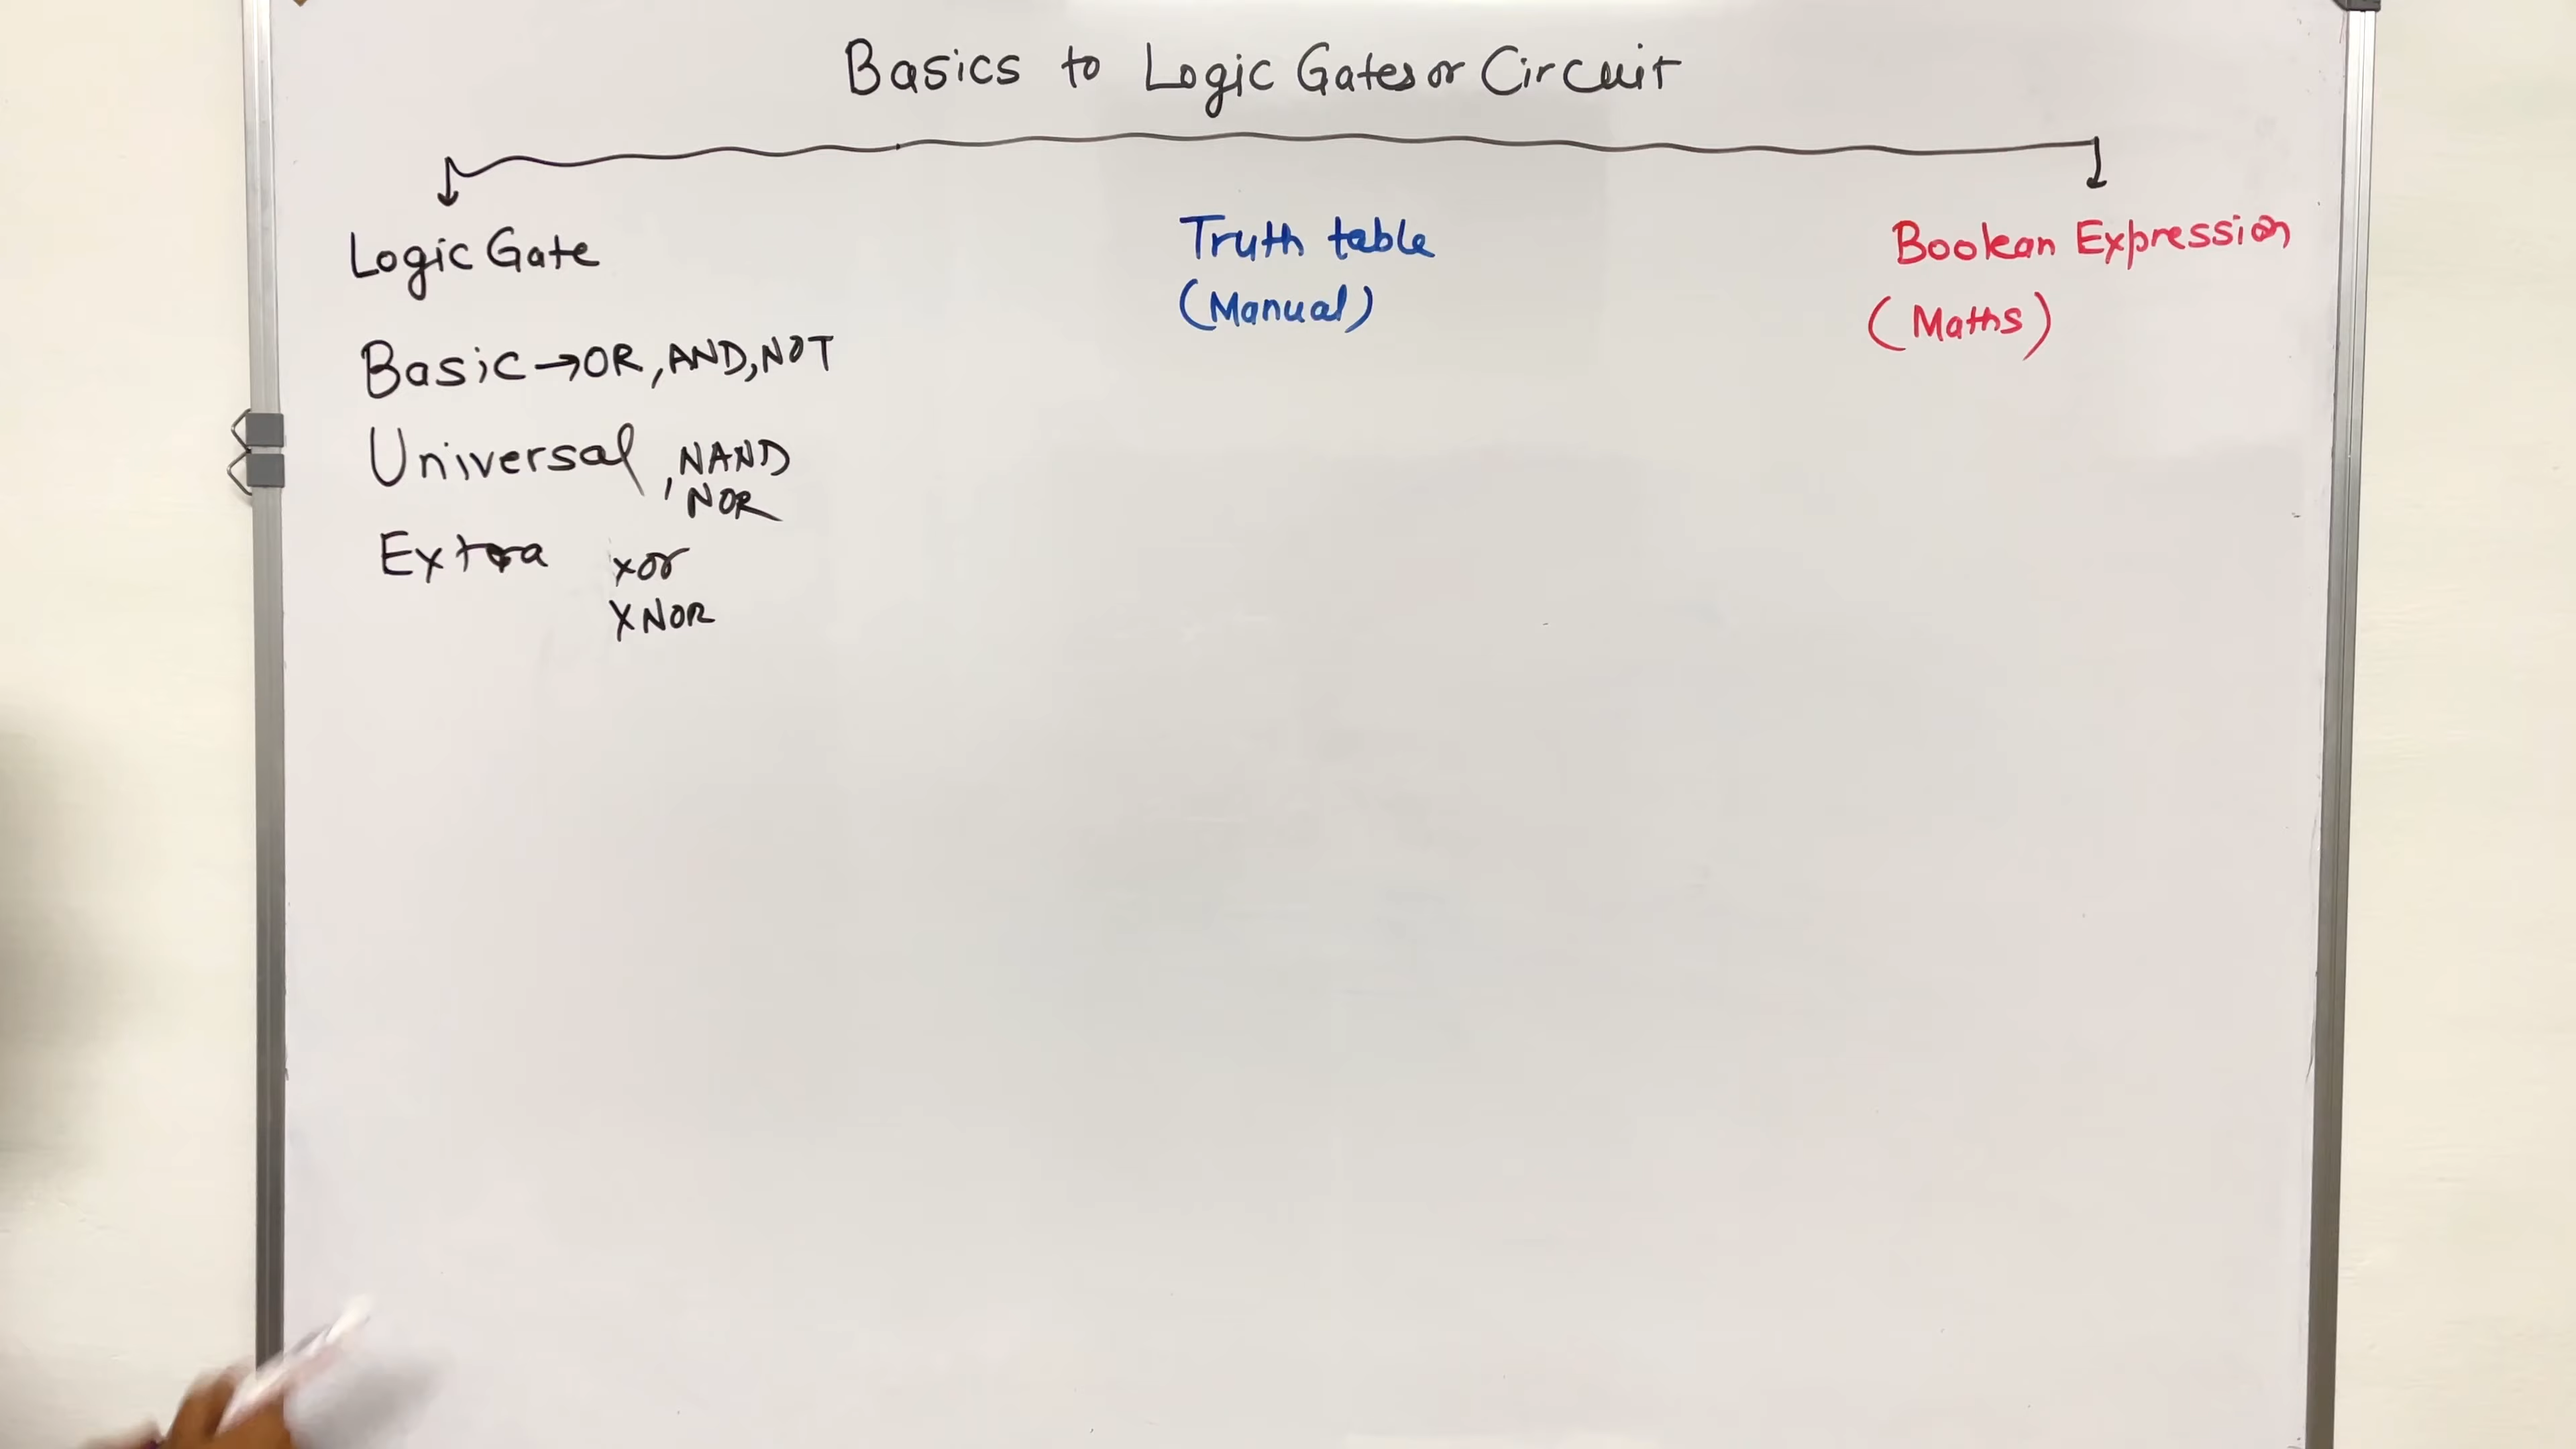 Basics to Logic Gates or Circuit
Logic Gate
Truth table
(Manual)
Boolean Expression
(Maths)
Basic → OR, AND, NOT
Universal , NAND
, NOR
Extra xor
XNOR